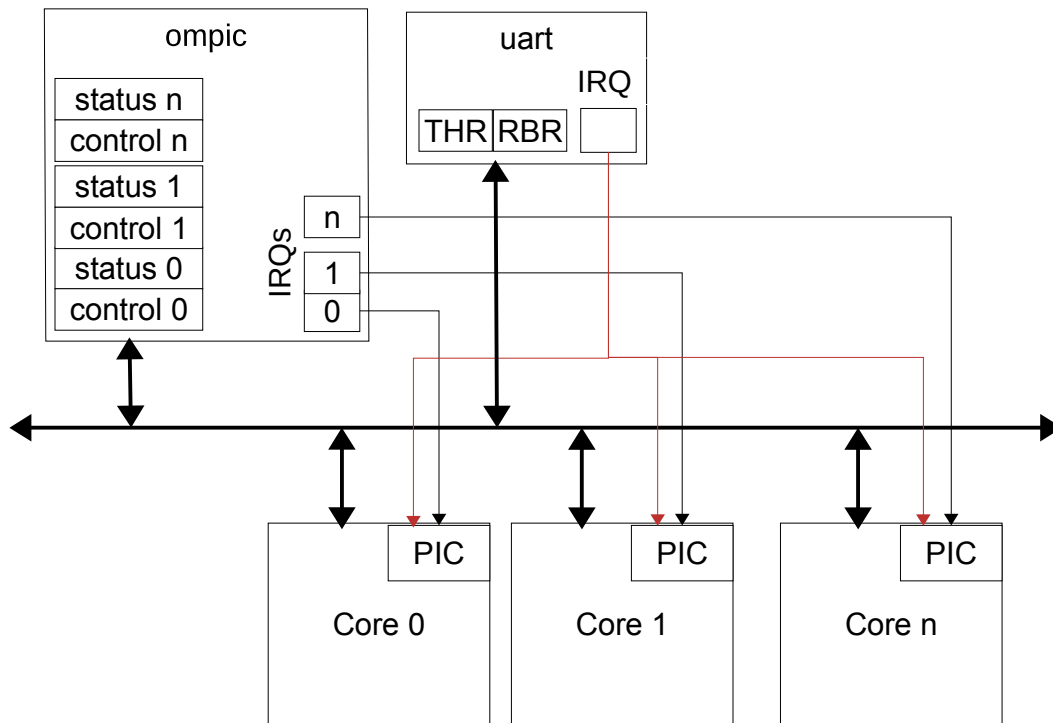 ompic
status n
control n
status 1
control 1
status 0
control 0
IRQs
n
1
0
uart
IRQ
THR RBR
PIC
Core 0
PIC
Core 1
PIC
Core n